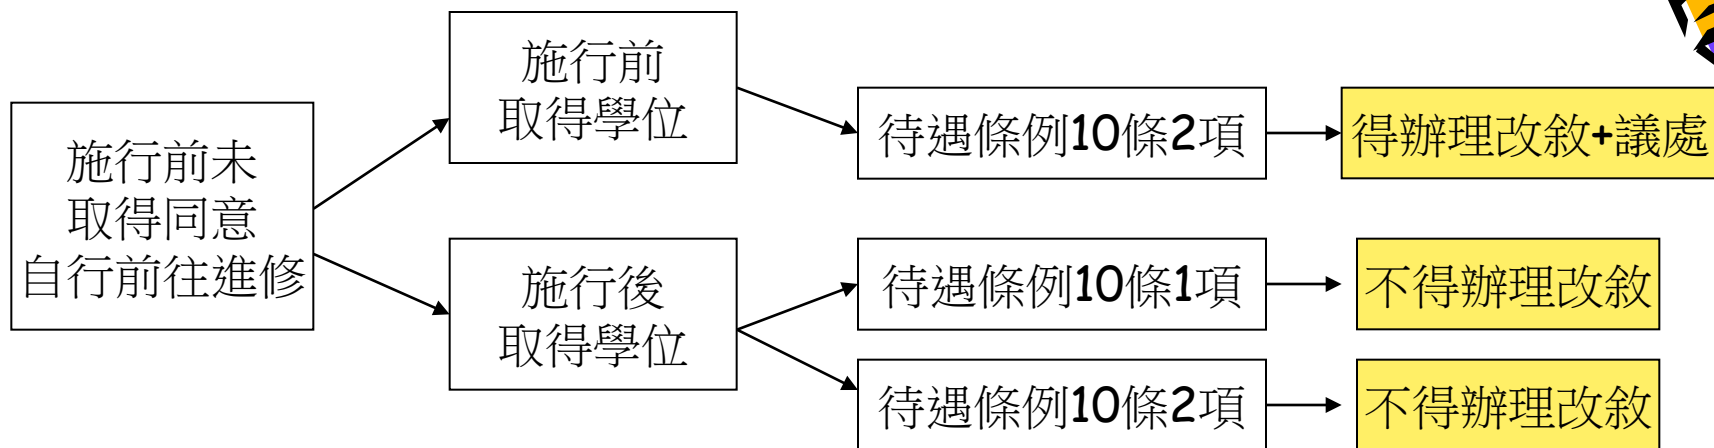 施行前未
取得同意
自行前往進修
施行前
取得學位
待遇條例10條2項
得辦理改敘+議處
施行後
取得學位
待遇條例10條1項
不得辦理改敘
待遇條例10條2項
不得辦理改敘